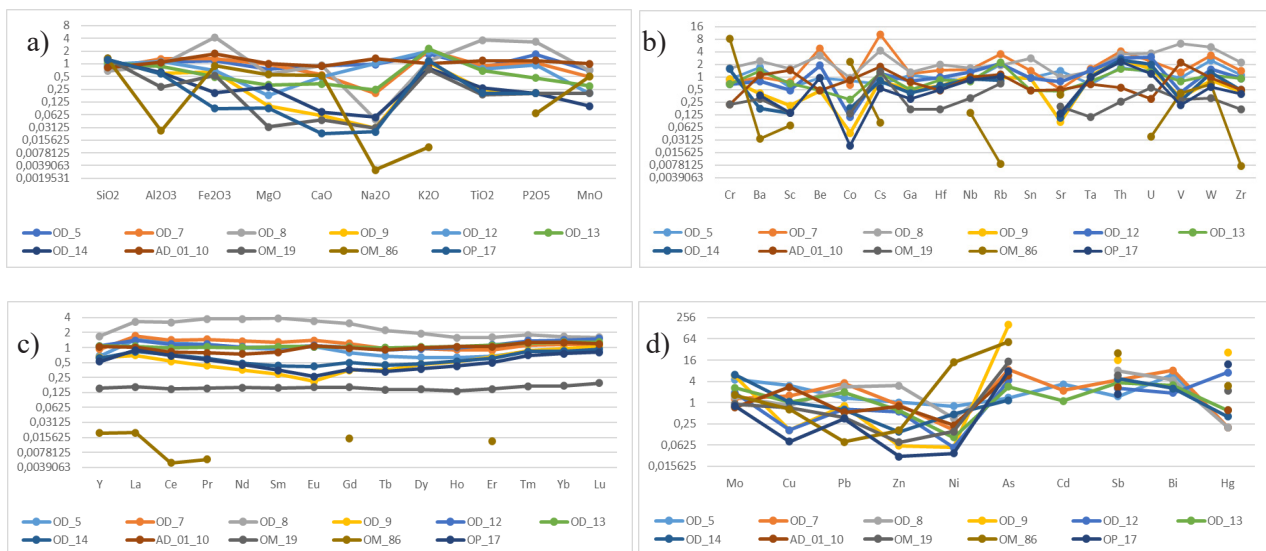 a)
8
4
2
1
0,5
0,25
0,125
0,0625
0,03125
0,015625
0,0078125
0,0039063
0,0019531
SiO2 Al2O3 Fe2O3 MgO CaO Na2O K2O TiO2 P2O5 MnO
OD_5 OD_7 OD_8 OD_9 OD_12 OD_13
OD_14 AD_01_10 OM_19 OM_86 OP_17
b)
16
4
1
0,25
0,0625
0,015625
8
2
0,5
0,125
0,03125
0,0078125
0,0039063
Cr Ba Sc Be Co Cs Ga Hf Nb Rb Sn Sr Ta Th U V W Zr
OD_5 OD_7 OD_8 OD_9 OD_12 OD_13
OD_14 AD_01_10 OM_19 OM_86 OP_17
c)
4
2
1
0,5
0,25
0,125
0,0625
0,03125
0,015625
0,0078125
0,0039063
Y La Ce Pr Nd Sm Eu Gd Tb Dy Ho Er Tm Yb Lu
OD_5 OD_7 OD_8 OD_9 OD_12 OD_13
OD_14 AD_01_10 OM_19 OM_86 OP_17
d)
256
64
16
4
1
0,25
0,0625
0,015625
Mo Cu Pb Zn Ni As Cd Sb Bi Hg
OD_5 OD_7 OD_8 OD_9 OD_12 OD_13
OD_14 AD_01_10 OM_19 OM_86 OP_17